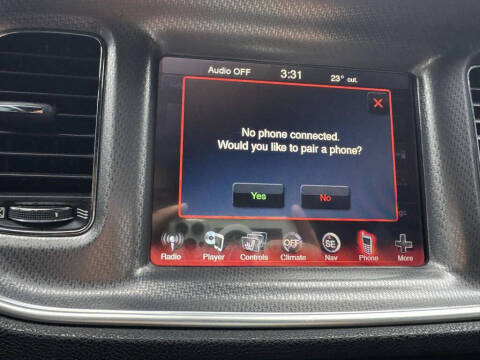 Audio OFF 3:31 23° out.
No phone connected.
Would you like to pair a phone?
Yes No
OFF SE
Radio Player Controls Climate Nav Phone More